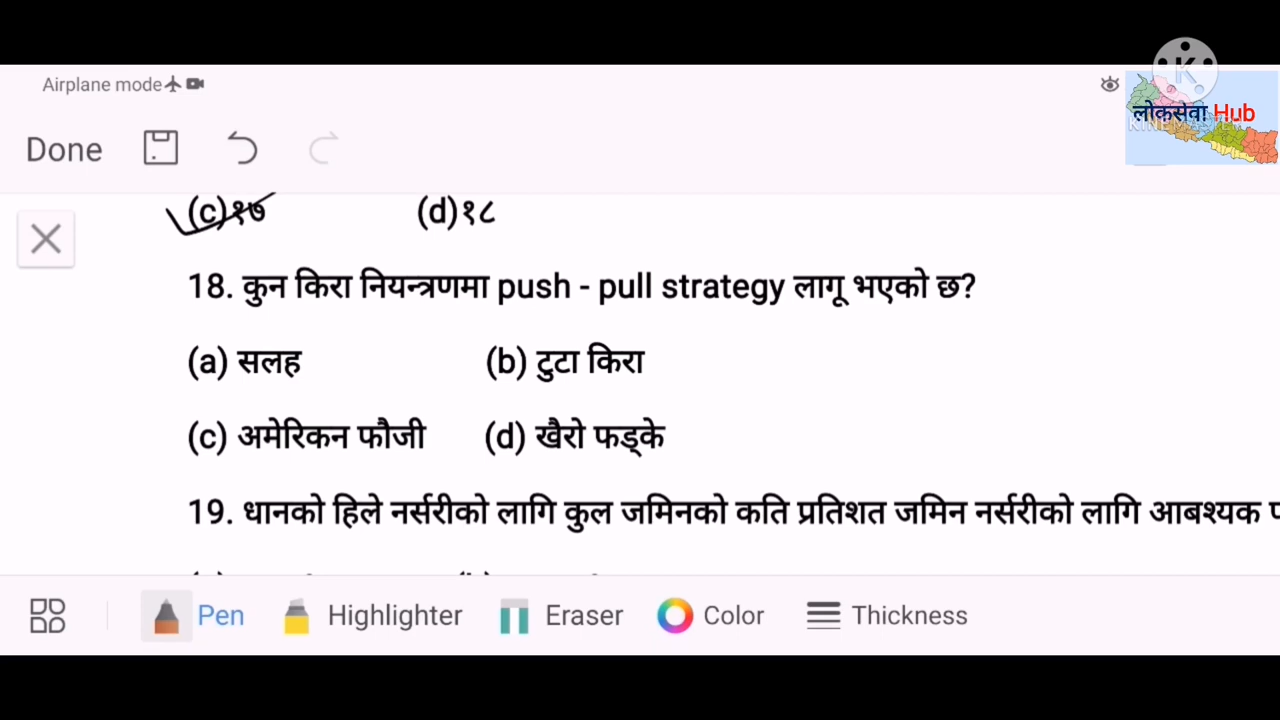 Airplane mode
लोकसेवा Hub
KINEMASTER
Done
(c)१७ (d)१८
18. कुन किरा नियन्त्रणमा push - pull strategy लागू भएको छ?
(a) सलह (b) टुटा किरा
(c) अमेरिकन फौजी (d) खैरो फड्के
19. धानको हिले नर्सरीको लागि कुल जमिनको कति प्रतिशत जमिन नर्सरीको लागि आबश्यक
Pen Highlighter Eraser Color Thickness